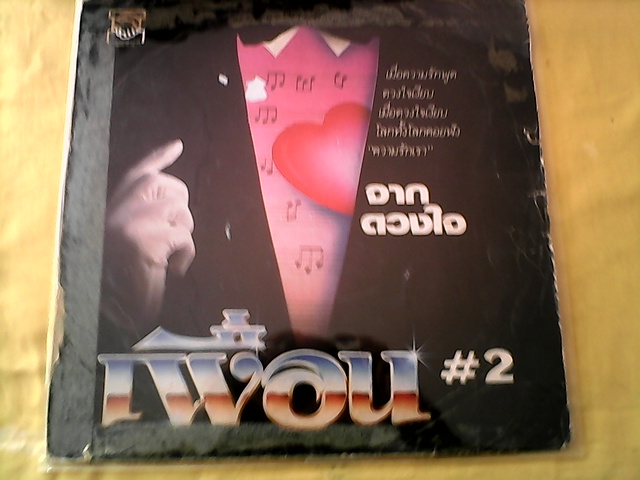 เมื่อความรักพูด
ดวงใจเงียบ
เมื่อดวงใจเงียบ
โลกทั้งโลกคอยฟัง
"ความรักเรา"
จาก
ดวงใจ
เพื่อน #2